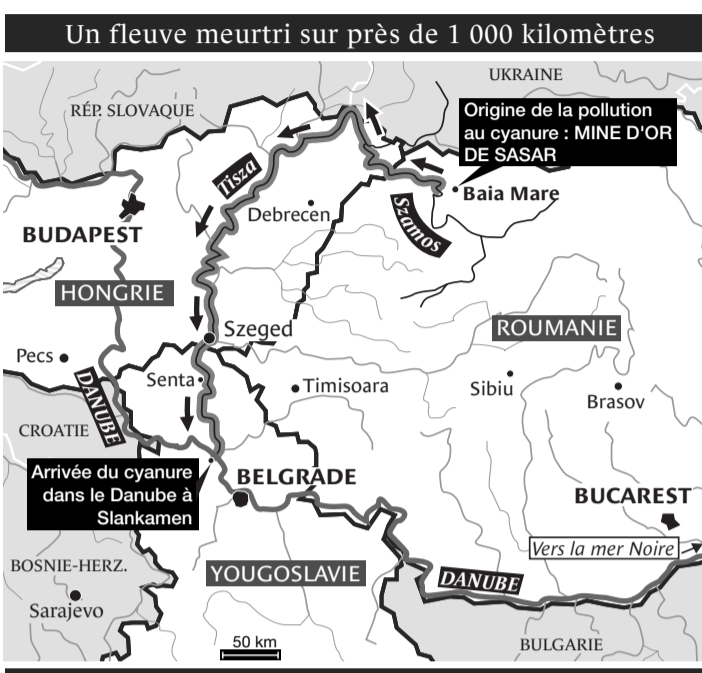 Un fleuve meurtri sur près de 1 000 kilomètres
UKRAINE
RÉP. SLOVAQUE
Origine de la pollution
au cyanure : MINE D'OR
DE SASAR
Tisza
Baia Mare
Debrecen
Szamos
BUDAPEST
HONGRIE
Szeged
ROUMANIE
Pecs
Senta
Timisoara
Sibiu
Brasov
DANUBE
CROATIE
Arrivée du cyanure
dans le Danube à
Slankamen
BELGRADE
BUCAREST
Vers la mer Noire
BOSNIE-HERZ.
YOUGOSLAVIE
DANUBE
Sarajevo
50 km
BULGARIE